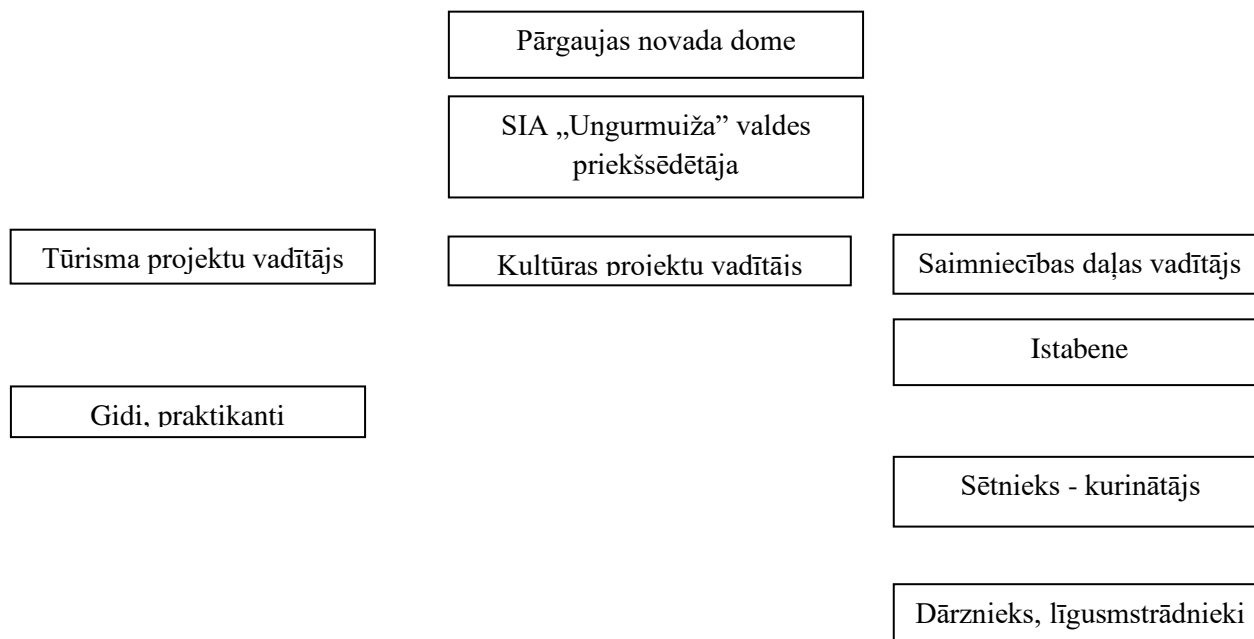 Pārgaujas novada dome
SIA „Ungurmuiža” valdes
priekšsēdētāja
Tūrisma projektu vadītājs
Kultūras projektu vadītājs
Saimniecības daļas vadītājs
Istabene
Gidi, praktikanti
Sētnieks - kurinātājs
Dārznieks, līgusmstrādnieki